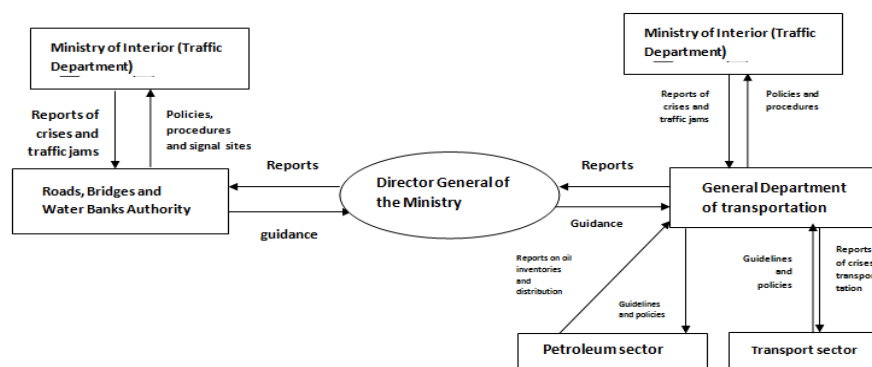 Ministry of Interior (Traffic
Department)
Ministry of Interior (Traffic
Department)
Reports of
crises and
traffic jams
Policies,
procedures
and signal sites
Reports of
crises and
traffic jams
Policies and
procedures
Roads, Bridges and
Water Banks Authority
Reports
guidance
Director General of
the Ministry
Reports
Guidance
General Department
of transportation
Reports on oil
inventories
and
distribution
Guidelines
and policies
Guidelines
and
policies
Reports
of crises
transpor
tation
Petroleum sector
Transport sector